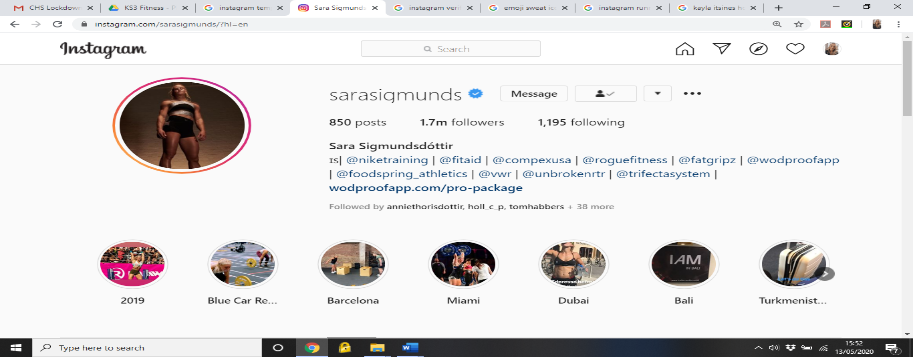 CHS Lockdown
KS3 Fitness - P
instagram tem
Sara Sigmunds
instagram veri
emoji sweat ic
instagram runn
kayla itsines h
instagram.com/sarasigmunds/?hl=en
Instagram
Search
sarasigmunds
Message
850 posts 1.7m followers 1,195 following
Sara Sigmundsdóttir
IS| @niketraining | @fitaid | @compexusa | @roguefitness | @fatgripz | @wodproofapp
| @foodspring_athletics | @vwr | @unbrokenrtr | @trifectasystem |
wodproofapp.com/pro-package
Followed by anniethorisdottir, holl_c_p, tomhabbers + 38 more
I AM
2019 Blue Car Re... Barcelona Miami Dubai Bali Turkmenist...
Type here to search
15:52
13/05/2020